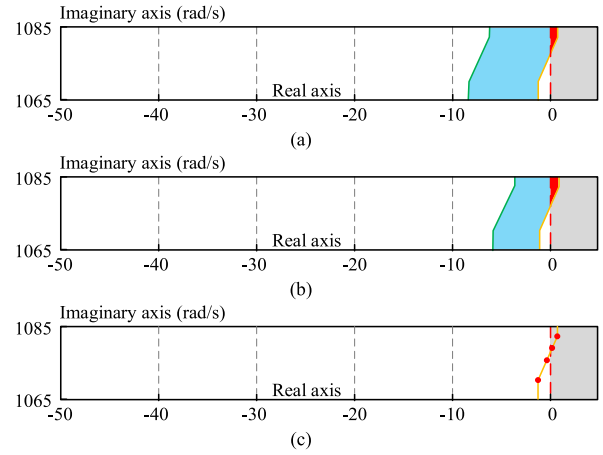 Imaginary axis (rad/s)
1085
Real axis
1065
-50 -40 -30 -20 -10 0
(a)
Imaginary axis (rad/s)
1085
Real axis
1065
-50 -40 -30 -20 -10 0
(b)
Imaginary axis (rad/s)
1085
Real axis
1065
-50 -40 -30 -20 -10 0
(c)